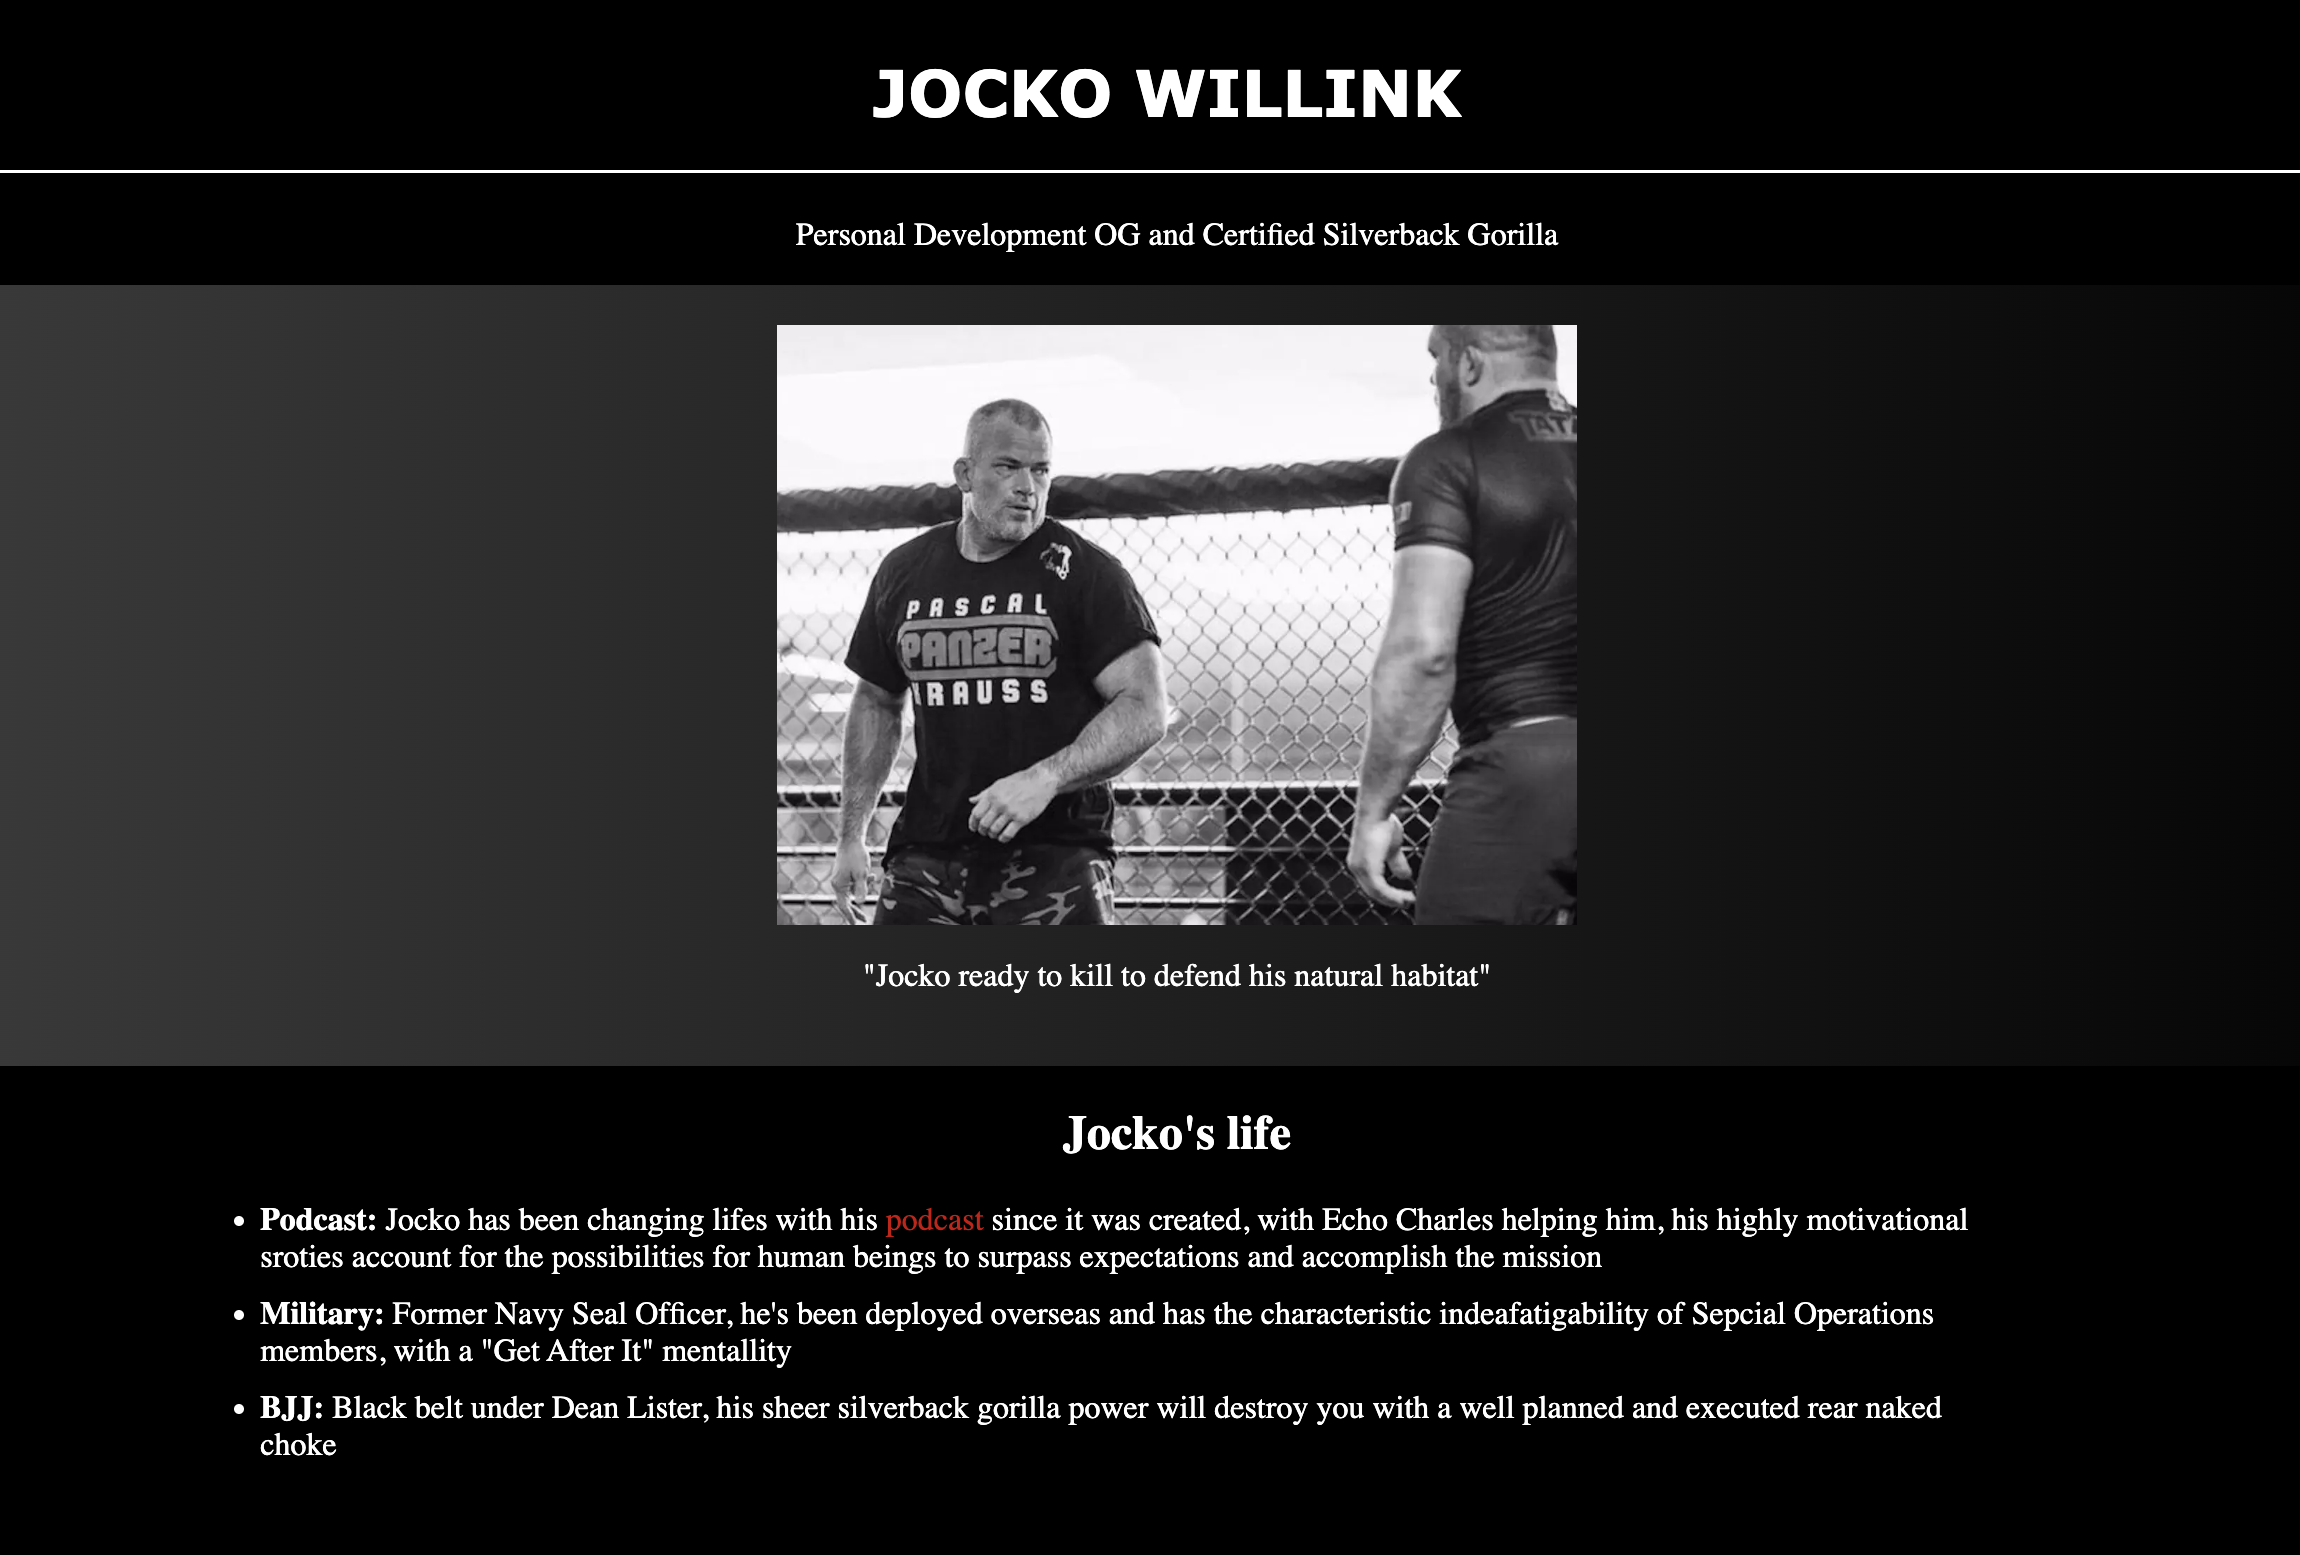 JOCKO WILLINK
Personal Development OG and Certified Silverback Gorilla
TAT
PASCAL
PANZER
KRAUSS
"Jocko ready to kill to defend his natural habitat"
Jocko's life
• Podcast: Jocko has been changing lifes with his podcast since it was created, with Echo Charles helping him, his highly motivational
sroties account for the possibilities for human beings to surpass expectations and accomplish the mission
• Military: Former Navy Seal Officer, he's been deployed overseas and has the characteristic indeafatigability of Sepcial Operations
members, with a "Get After It" mentallity
• BJJ: Black belt under Dean Lister, his sheer silverback gorilla power will destroy you with a well planned and executed rear naked
choke